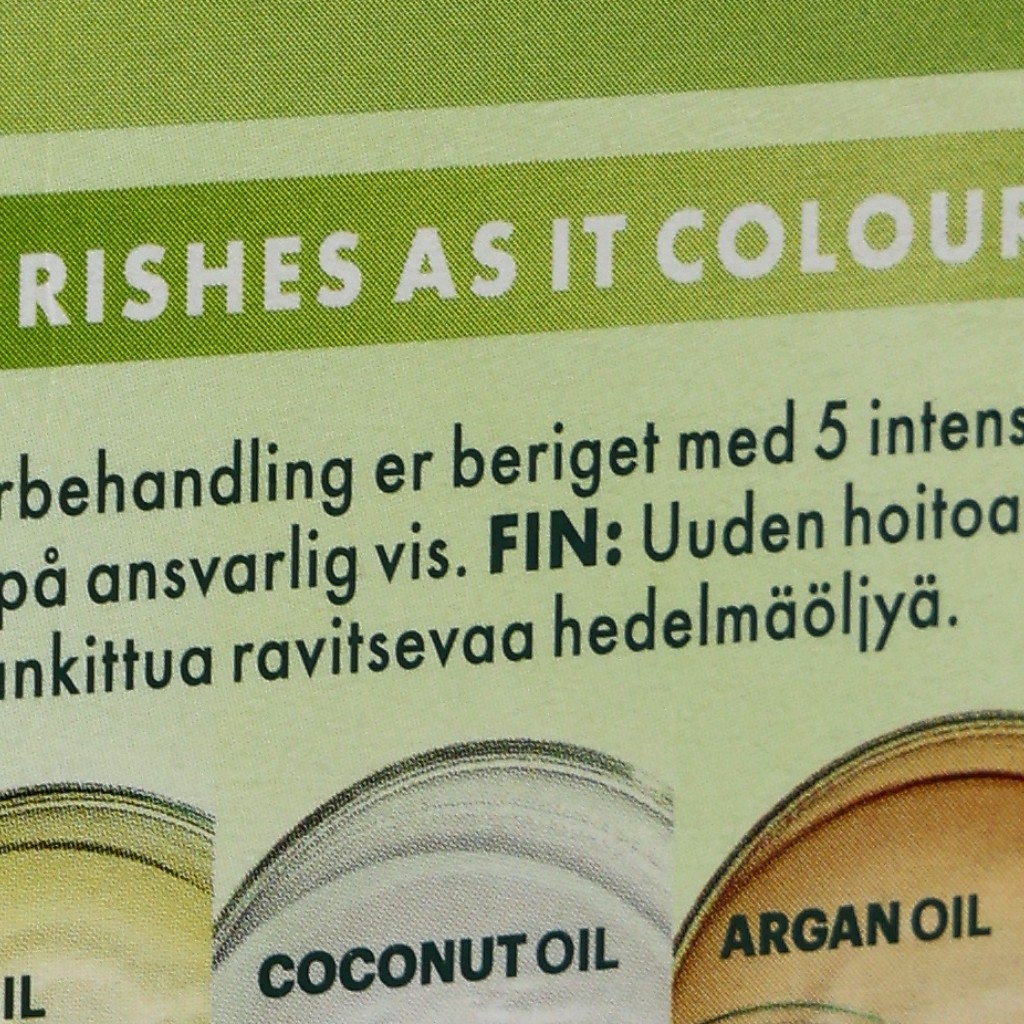 RISHES AS IT COLOUR
rbehandling er beriget med 5 intens
på ansvarlig vis. FIN: Uuden hoitoa
nkittua ravitsevaa hedelmäöljyä.
IL
COCONUT OIL
ARGAN OIL